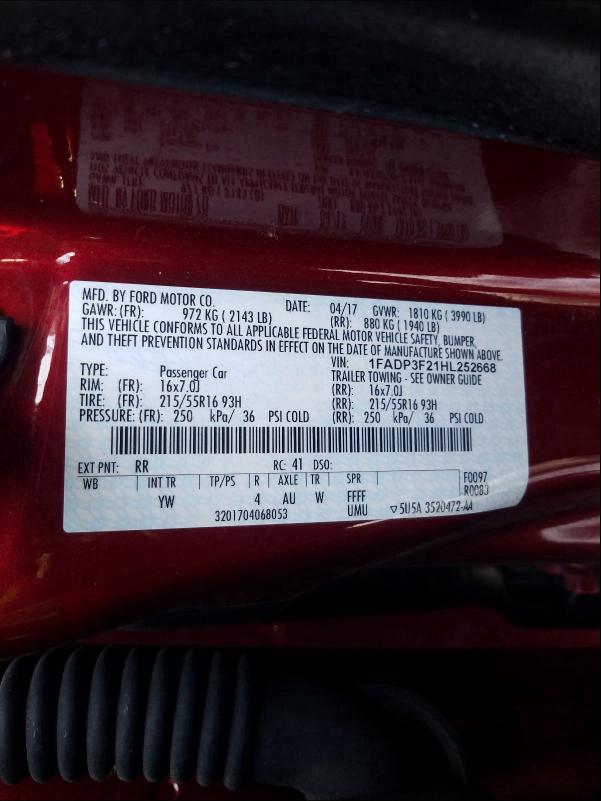 MFD. BY FORD MOTOR CO. DATE: 04/17 GVWR: 1810 KG ( 3990 LB)
GAWR: (FR): 972 KG ( 2143 LB) (RR): 880 KG ( 1940 LB)
THIS VEHICLE CONFORMS TO ALL APPLICABLE FEDERAL MOTOR VEHICLE SAFETY, BUMPER,
AND THEFT PREVENTION STANDARDS IN EFFECT ON THE DATE OF MANUFACTURE SHOWN ABOVE.
VIN: 1FADP3F21HL252668
TYPE: Passenger Car TRAILER TOWING - SEE OWNER GUIDE
RIM: (FR): 16x7.0J (RR): 16x7.0J
TIRE: (FR): 215/55R16 93H (RR): 215/55R16 93H
PRESSURE: (FR): 250 kPa/ 36 PSI COLD (RR): 250 kPa/ 36 PSI COLD
EXT PNT: RR RC: 41 DSO: F0097
WB INT TR TP/PS R AXLE TR SPR R0083
YW 4 AU W FFFF
3201704068053 UMU ▽5U5A 3520472-AA